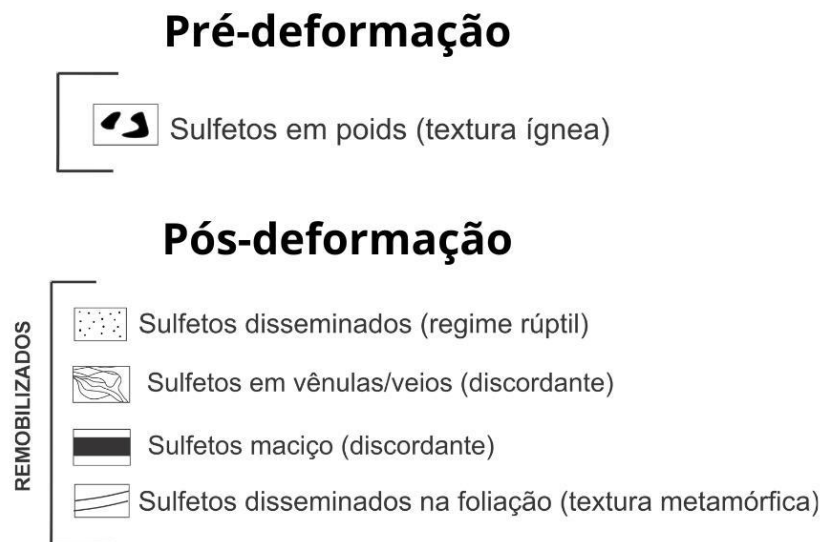 Pré-deformação
Sulfetos em poids (textura ígnea)
Pós-deformação
REMOBILIZADOS
Sulfetos disseminados (regime rúptil)
Sulfetos em vênulas/veios (discordante)
Sulfetos maciço (discordante)
Sulfetos disseminados na foliação (textura metamórfica)